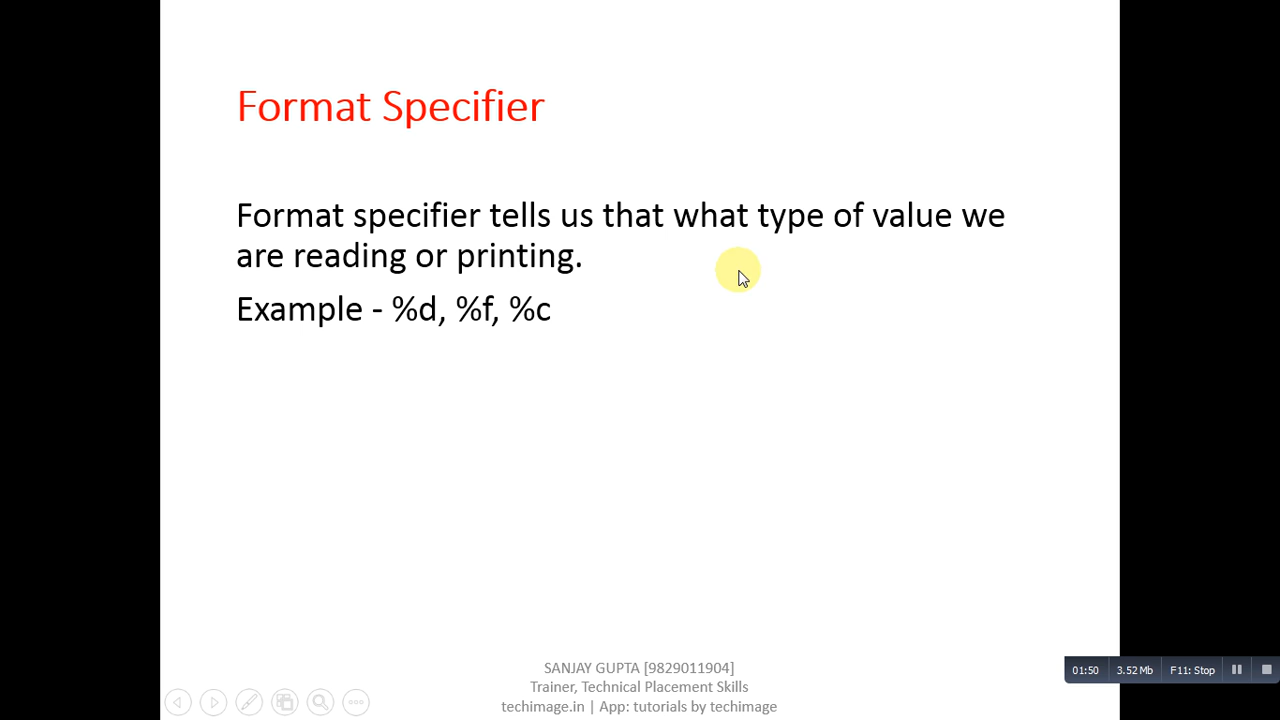 Format Specifier
Format specifier tells us that what type of value we
are reading or printing.
Example - %d, %f, %c
SANJAY GUPTA [9829011904]
Trainer, Technical Placement Skills
techimage.in | App: tutorials by techimage
01:50 3.52 Mb F11: Stop